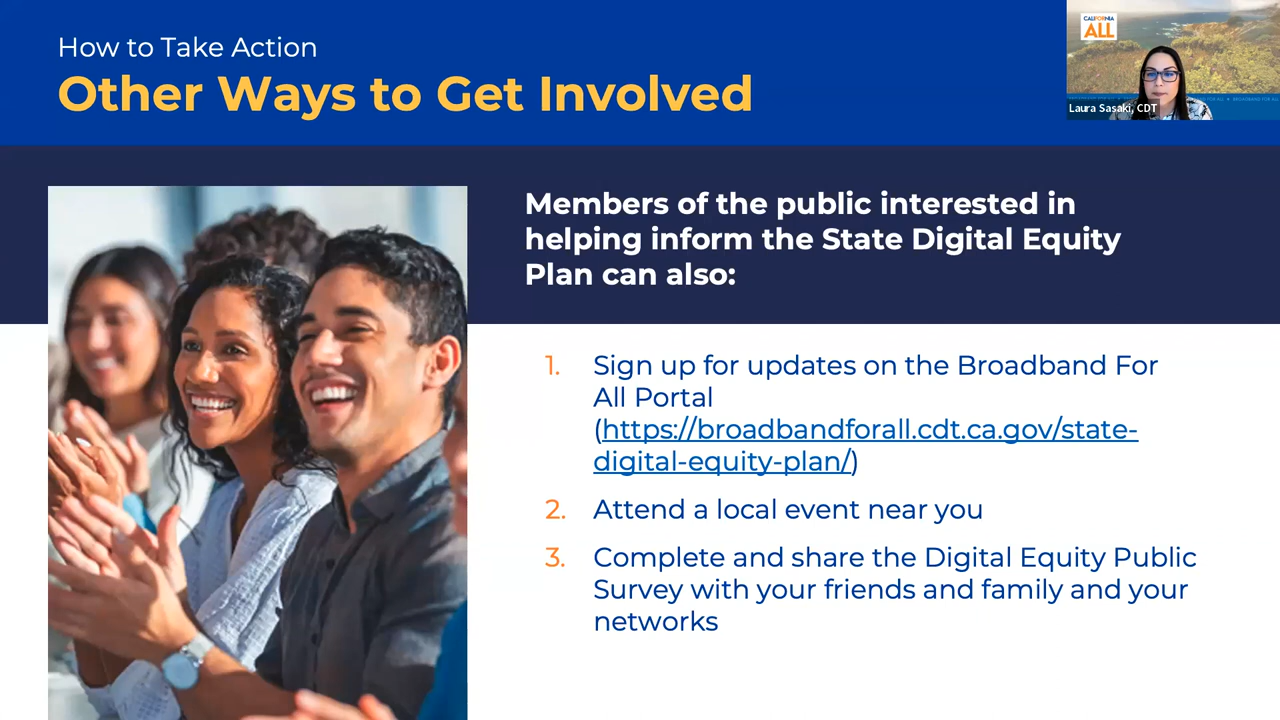 How to Take Action
Other Ways to Get Involved
CALIFORNIA
ALL
Laura Sasaki, CDT
Members of the public interested in
helping inform the State Digital Equity
Plan can also:
1. Sign up for updates on the Broadband For
All Portal
(https://broadbandforall.cdt.ca.gov/state-
digital-equity-plan/)
2. Attend a local event near you
3. Complete and share the Digital Equity Public
Survey with your friends and family and your
networks